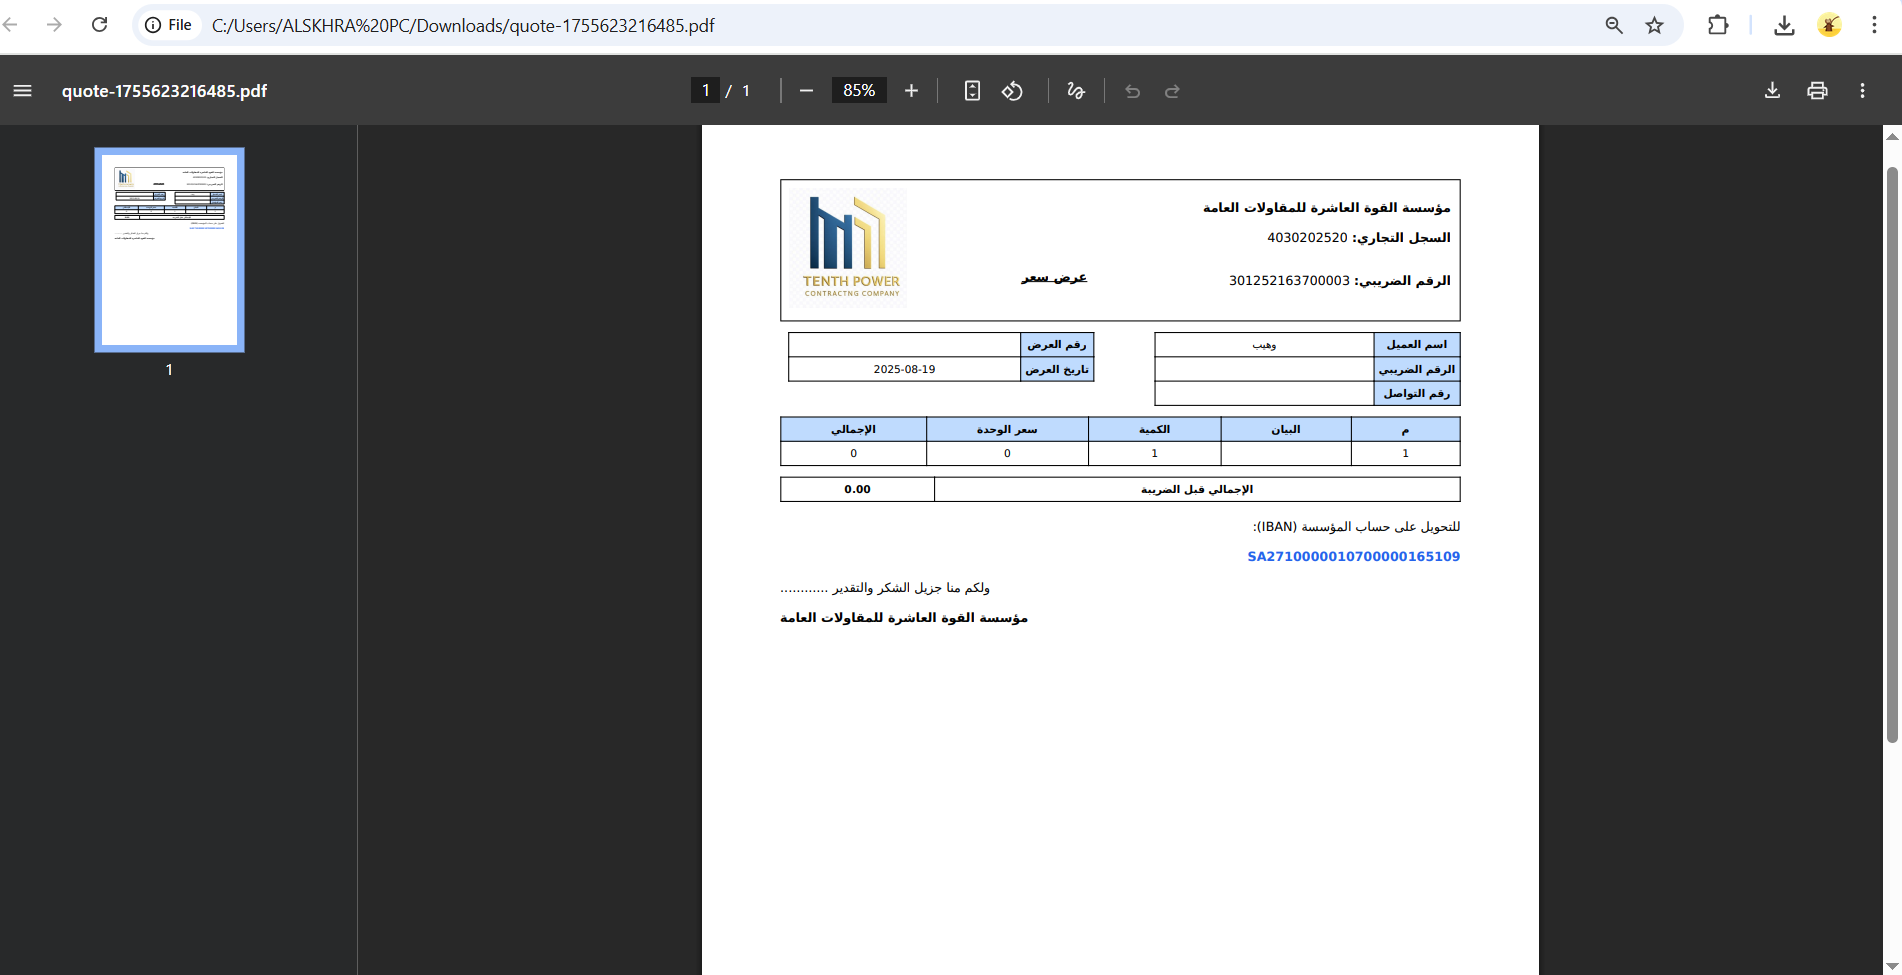 File C:/Users/ALSKHRA%20PC/Downloads/quote-1755623216485.pdf
quote-1755623216485.pdf 1 / 1 85%
1
مؤسسة القوة العاشرة للمقاولات العامة
السجل التجاري: 4030202520
الرقم الضريبي: 301252163700003
عرض سعر
TENTH POWER
CONTRACTNG COMPANY
اسم العميل وهيب
الرقم الضريبي
رقم التواصل
رقم العرض
تاريخ العرض 2025-08-19
م البيان الكمية سعر الوحدة الإجمالي
1 1 0 0
الإجمالي قبل الضريبة 0.00
للتحويل على حساب المؤسسة (IBAN):
SA2710000010700000165109
ولكم منا جزيل الشكر والتقدير ............
مؤسسة القوة العاشرة للمقاولات العامة